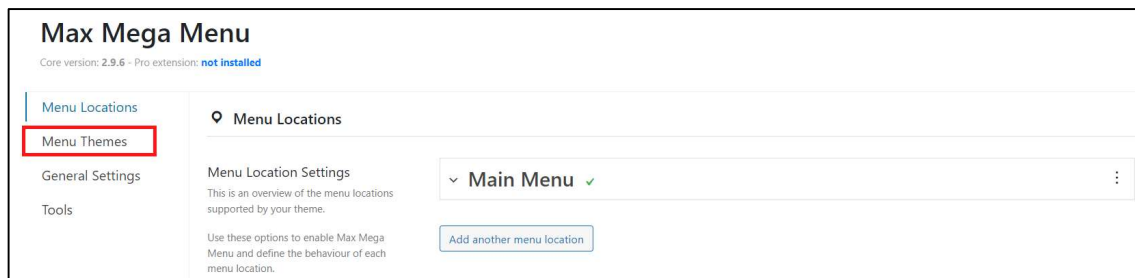 Max Mega Menu
Core version: 2.9.6 - Pro extension: not installed
Menu Locations
Menu Themes
General Settings
Tools
Menu Locations
Menu Location Settings
This is an overview of the menu locations
supported by your theme.
Use these options to enable Max Mega
Menu and define the behaviour of each
menu location.
Main Menu
Add another menu location